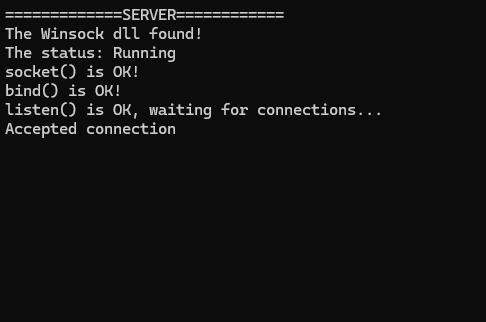 =============SERVER============
The Winsock dll found!
The status: Running
socket() is OK!
bind() is OK!
listen() is OK, waiting for connections...
Accepted connection